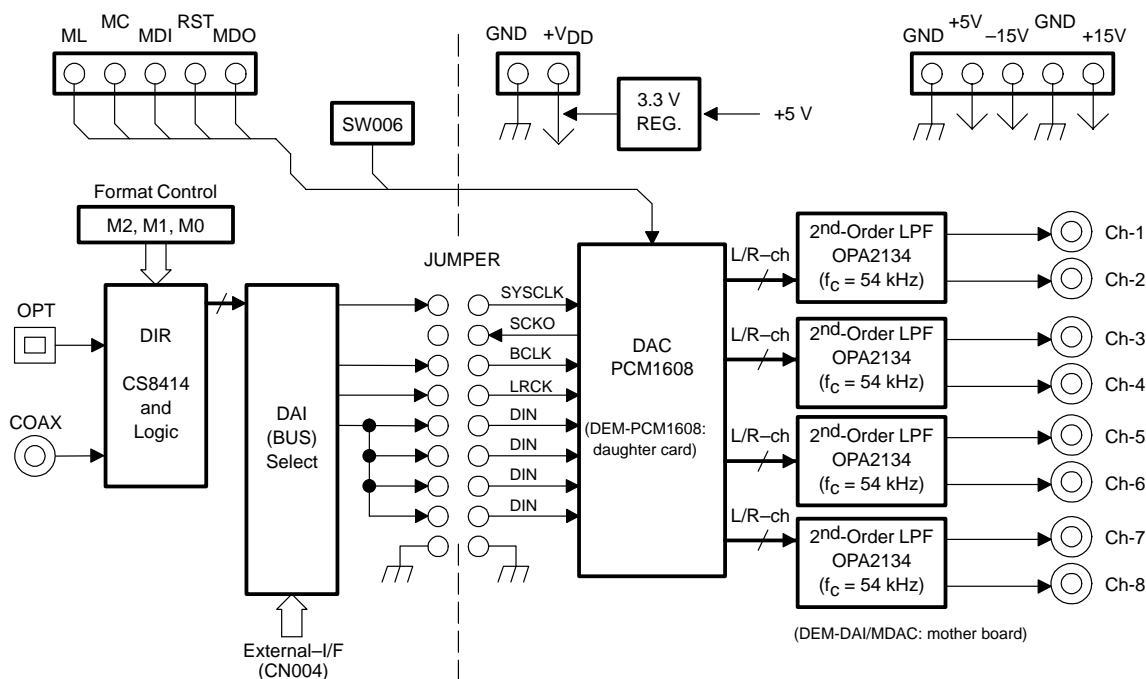 ML MC MDI RST MDO
GND +VDD
GND +5V –15V GND +15V
3.3 V
REG.
+5 V
SW006
Format Control
M2, M1, M0
OPT
COAX
DIR
CS8414
and
Logic
DAI
(BUS)
Select
External–I/F
(CN004)
JUMPER
SYSCLK
SCKO
BCLK
LRCK
DIN
DIN
DIN
DIN
DAC
PCM1608
(DEM-PCM1608:
daughter card)
L/R–ch
2nd-Order LPF
OPA2134
(fc = 54 kHz)
Ch-1
Ch-2
L/R–ch
2nd-Order LPF
OPA2134
(fc = 54 kHz)
Ch-3
Ch-4
L/R–ch
2nd-Order LPF
OPA2134
(fc = 54 kHz)
Ch-5
Ch-6
L/R–ch
2nd-Order LPF
OPA2134
(fc = 54 kHz)
Ch-7
Ch-8
(DEM-DAI/MDAC: mother board)